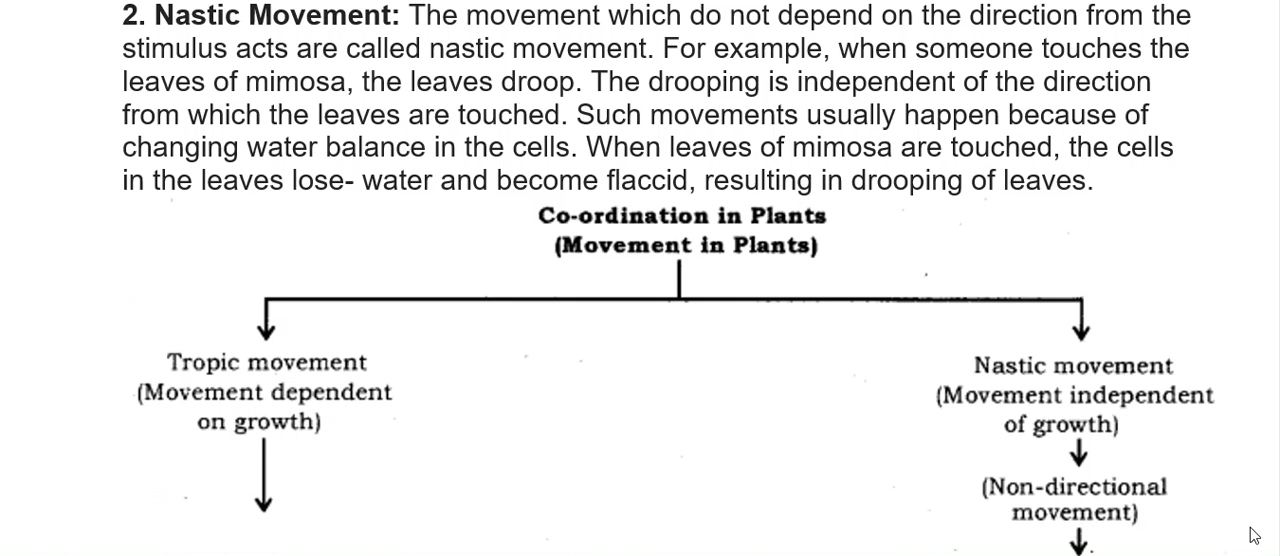 2. Nastic Movement: The movement which do not depend on the direction from the
stimulus acts are called nastic movement. For example, when someone touches the
leaves of mimosa, the leaves droop. The drooping is independent of the direction
from which the leaves are touched. Such movements usually happen because of
changing water balance in the cells. When leaves of mimosa are touched, the cells
in the leaves lose- water and become flaccid, resulting in drooping of leaves.
Co-ordination in Plants
(Movement in Plants)
Tropic movement
(Movement dependent
on growth)
Nastic movement
(Movement independent
of growth)
(Non-directional
movement)